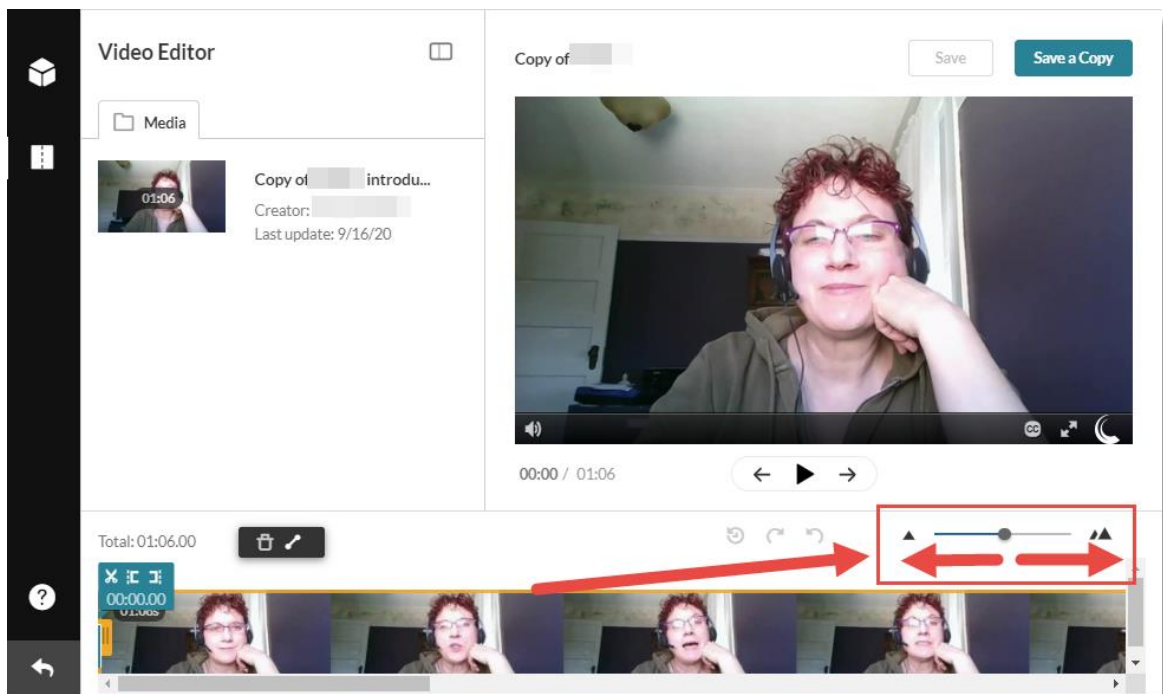 Video Editor
Media
01:06
Copy of introdu...
Creator:
Last update: 9/16/20
Copy of
Save
Save a Copy
CC
00:00 / 01:06
Total: 01:06.00
00:00.00
?